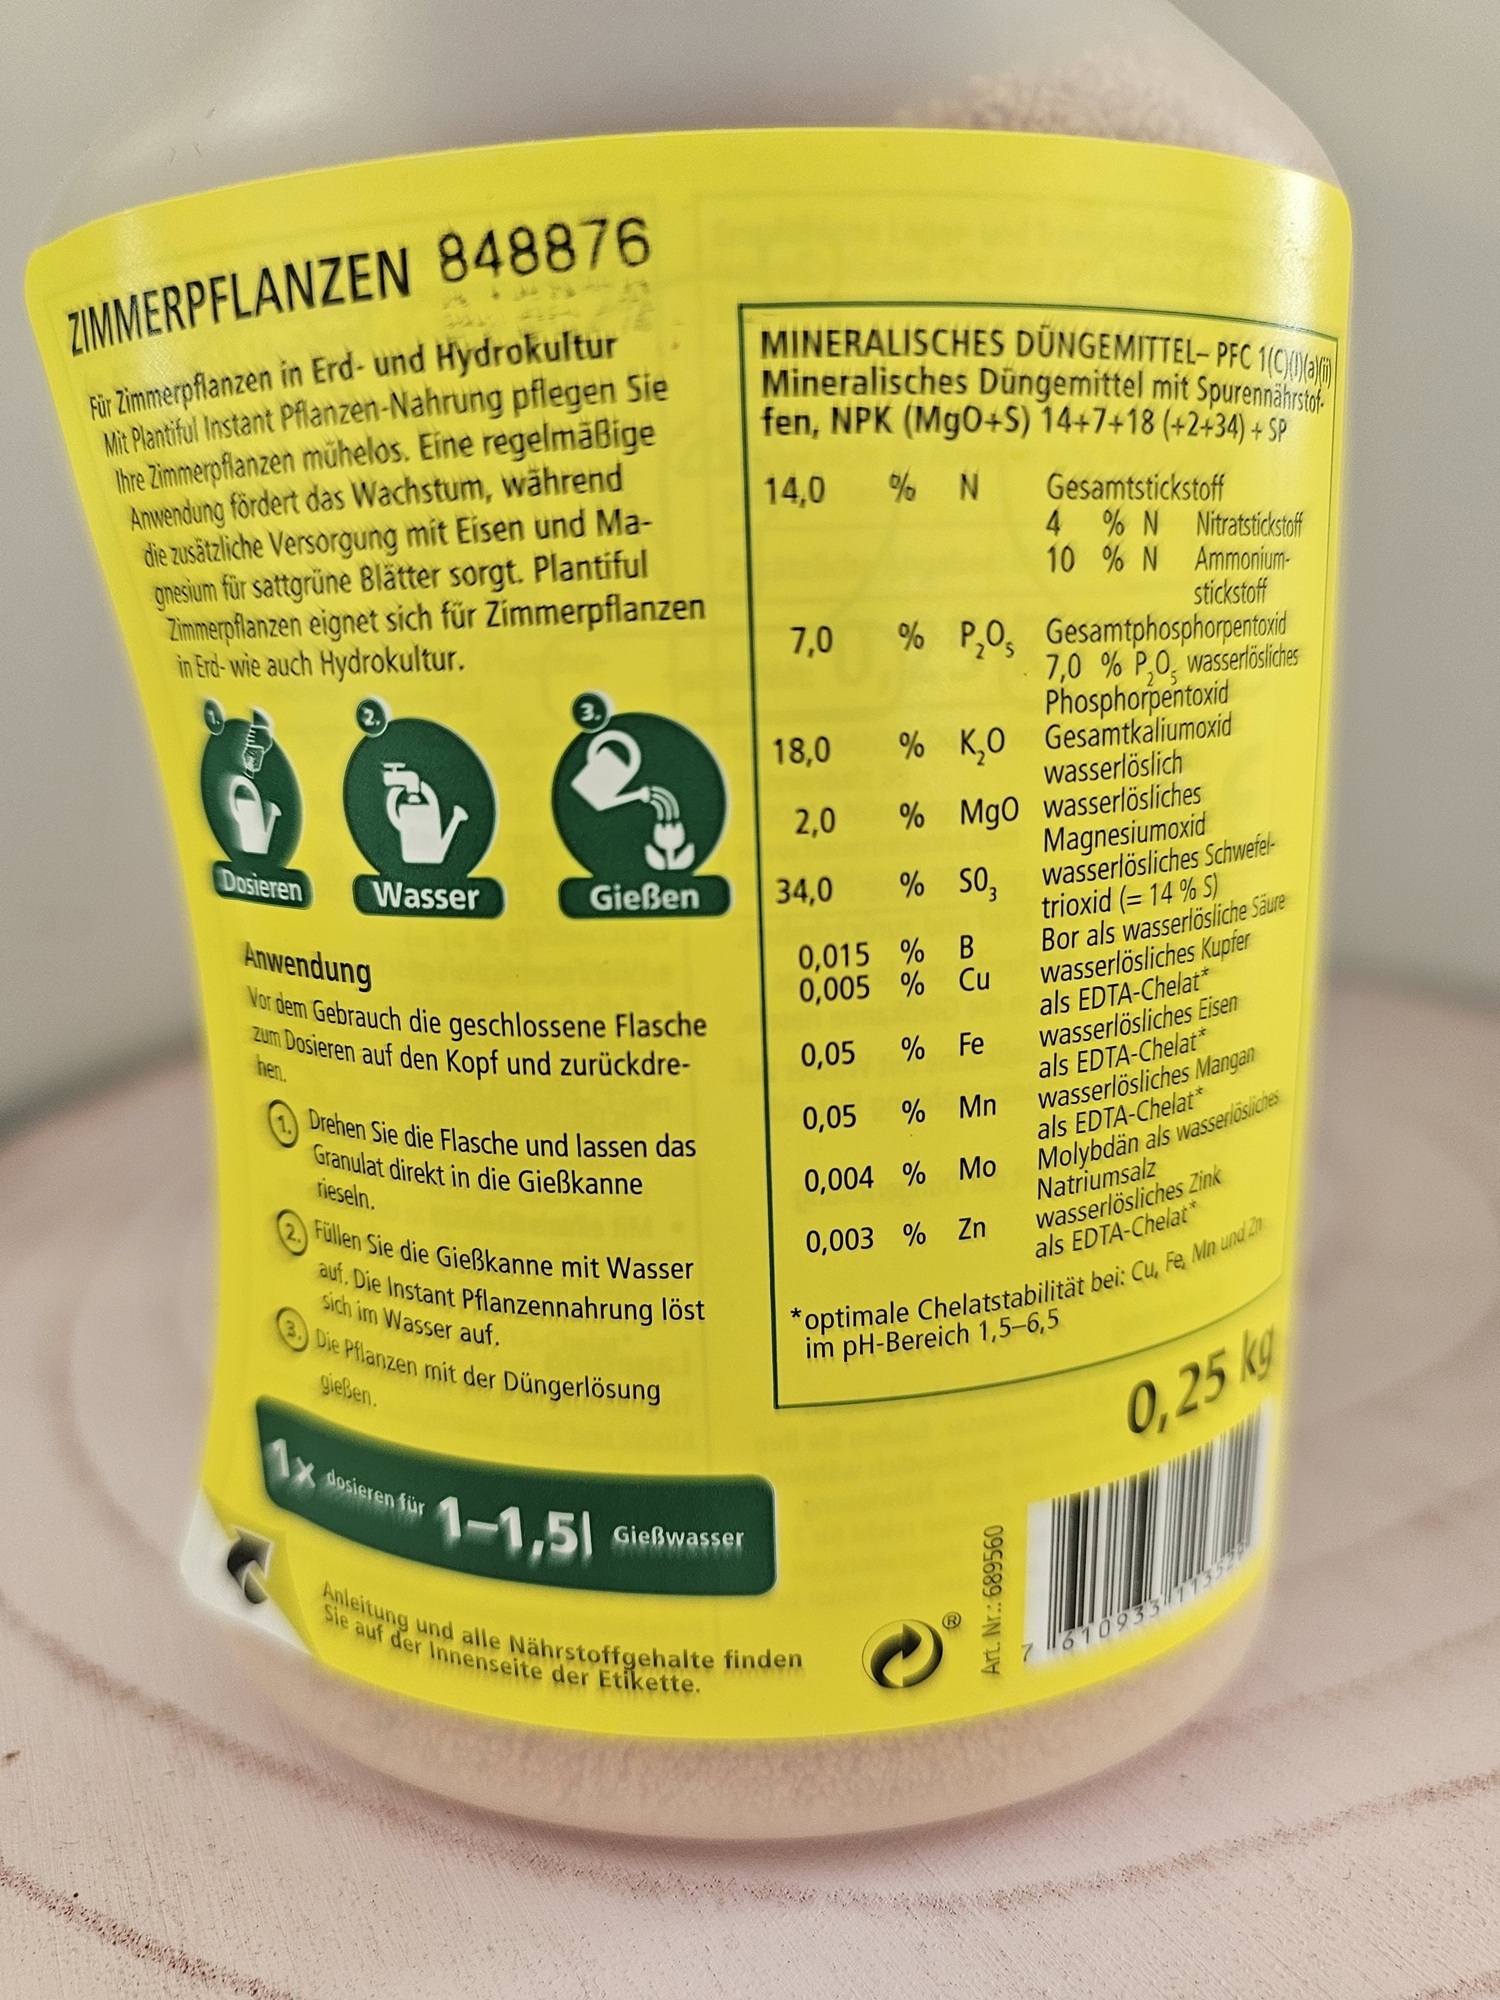 ZIMMERPFLANZEN 848876
Für Zimmerpflanzen in Erd- und Hydrokultur
Mit Plantiful Instant Pflanzen-Nahrung pflegen Sie
Ihre Zimmerpflanzen mühelos. Eine regelmäßige
Anwendung fördert das Wachstum, während
die zusätzliche Versorgung mit Eisen und Ma-
gnesium für sattgrüne Blätter sorgt. Plantiful
Zimmerpflanzen eignet sich für Zimmerpflanzen
in Erd- wie auch Hydrokultur.
1.
2.
3.
Dosieren
Wasser
Gießen
Anwendung
Vor dem Gebrauch die geschlossene Flasche
zum Dosieren auf den Kopf und zurückdre-
hen.
1. Drehen Sie die Flasche und lassen das
Granulat direkt in die Gießkanne
rieseln.
2. Füllen Sie die Gießkanne mit Wasser
auf. Die Instant Pflanzennahrung löst
sich im Wasser auf.
3. Die Pflanzen mit der Düngerlösung
gießen.
1x dosieren für 1–1,5l Gießwasser
Anleitung und alle Nährstoffgehalte finden
Sie auf der Innenseite der Etikette.
MINERALISCHES DÜNGEMITTEL– PFC 1(C)(I)(a)(ii)
Mineralisches Düngemittel mit Spurennährstof-
fen, NPK (MgO+S) 14+7+18 (+2+34) + SP
14,0 % N Gesamtstickstoff
4 % N Nitratstickstoff
10 % N Ammonium-
stickstoff
7,0 % P₂O₅ Gesamtphosphorpentoxid
7,0 % P₂O₅ wasserlösliches
Phosphorpentoxid
18,0 % K₂O Gesamtkaliumoxid
wasserlöslich
2,0 % MgO wasserlösliches
Magnesiumoxid
34,0 % SO₃ wasserlösliches Schwefel-
trioxid (= 14 % S)
0,015 % B Bor als wasserlösliche Säure
0,005 % Cu wasserlösliches Kupfer
als EDTA-Chelat*
0,05 % Fe wasserlösliches Eisen
als EDTA-Chelat*
0,05 % Mn wasserlösliches Mangan
als EDTA-Chelat*
0,004 % Mo Molybdän als wasserlösliches
Natriumsalz
0,003 % Zn wasserlösliches Zink
als EDTA-Chelat*
*optimale Chelatstabilität bei: Cu, Fe, Mn und Zn
im pH-Bereich 1,5–6,5
0,25 kg
®
Art. Nr.: 689560